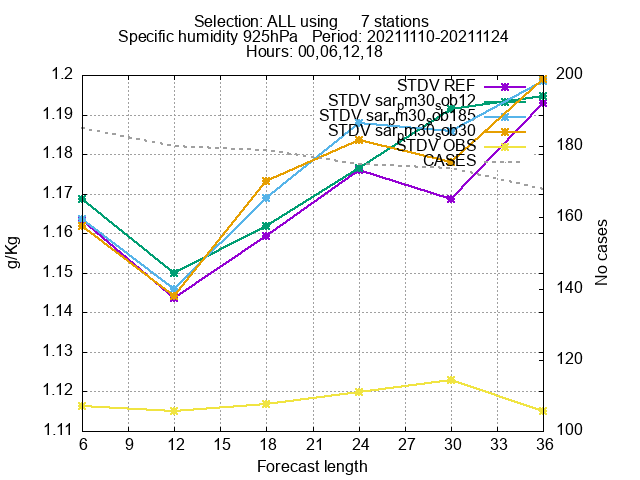 Selection: ALL using 7 stations
Specific humidity 925hPa Period: 20211110-20211124
Hours: 00,06,12,18
1.2
1.19
1.18
1.17
1.16
1.15
1.14
1.13
1.12
1.11
g/Kg
STDV REF
STDV sarpm30sob12
STDV sarpm30sob185
STDV sarpm30sob30
STDV OBS
CASES
200
180
160
140
120
100
No cases
6 9 12 15 18 21 24 27 30 33 36
Forecast length